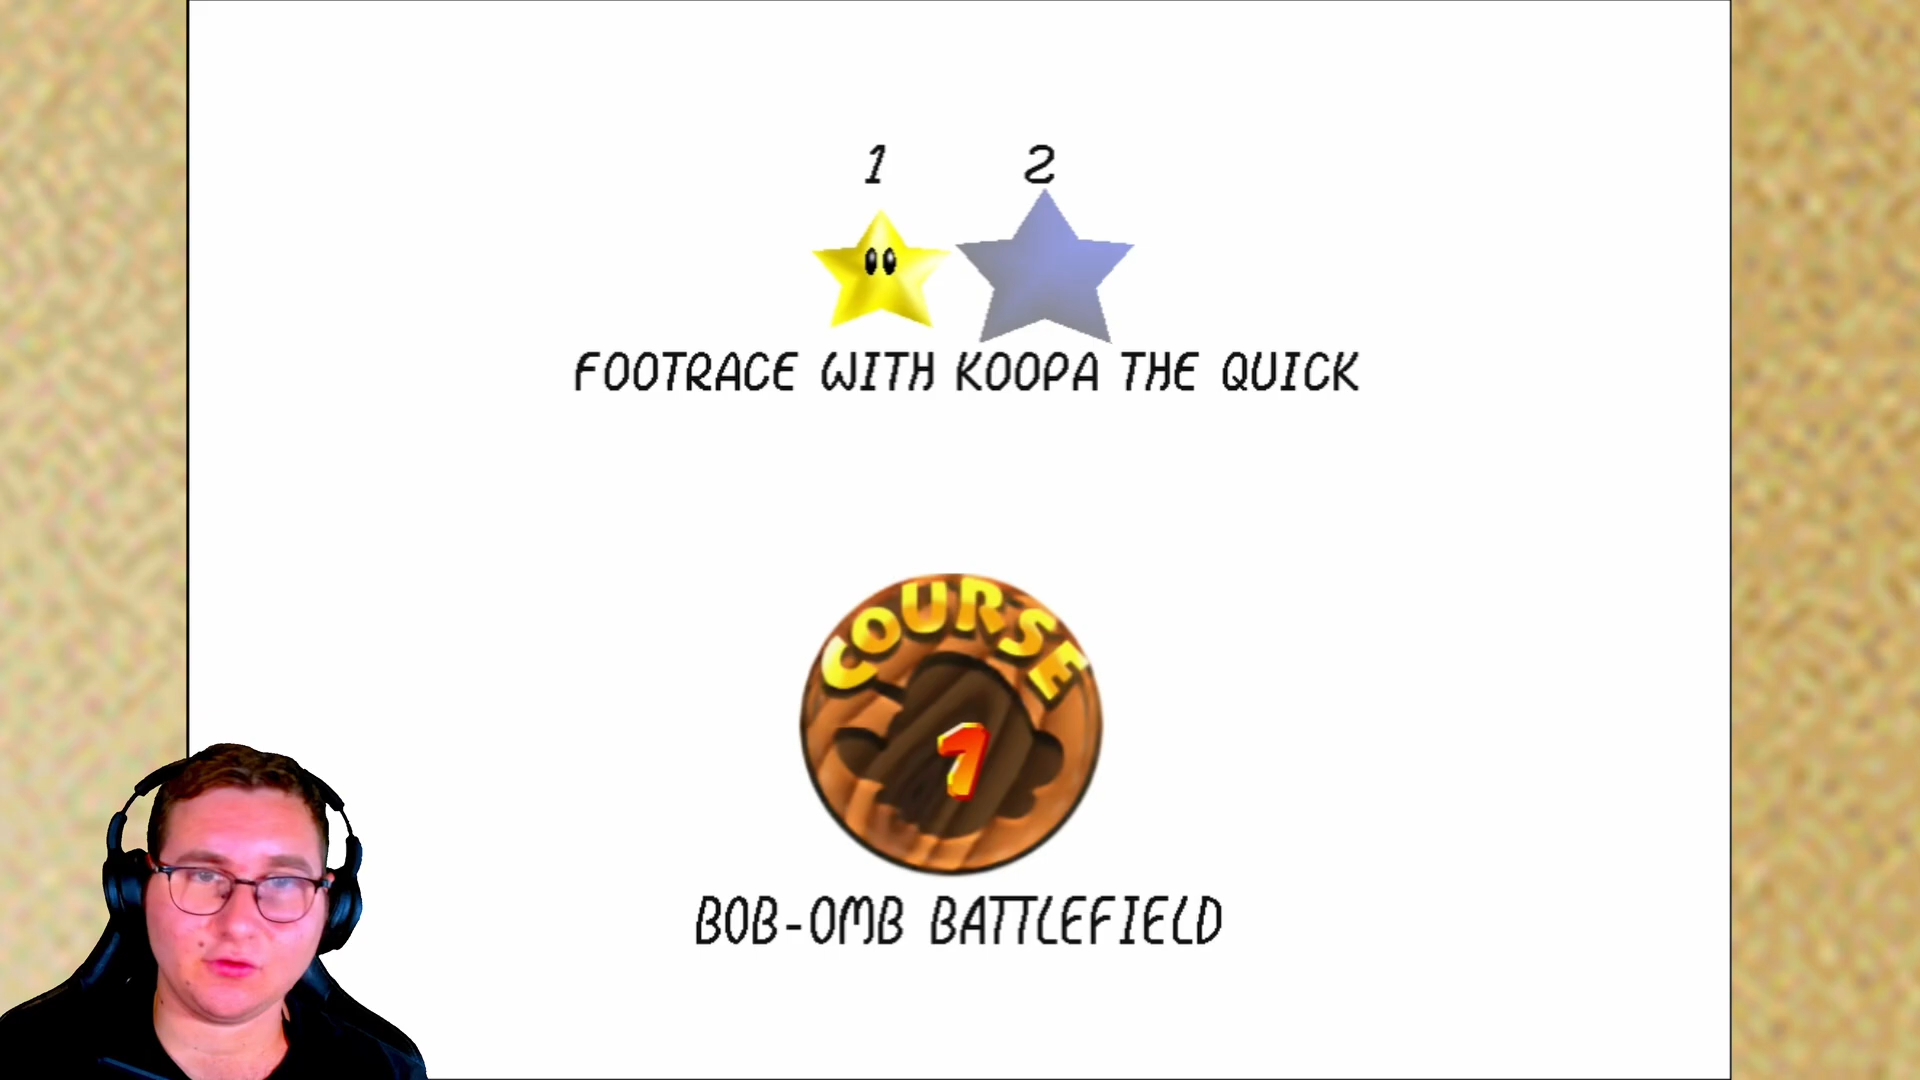 1 2
FOOTRACE WITH KOOPA THE QUICK
COURSE
1
BOB-OMB BATTLEFIELD